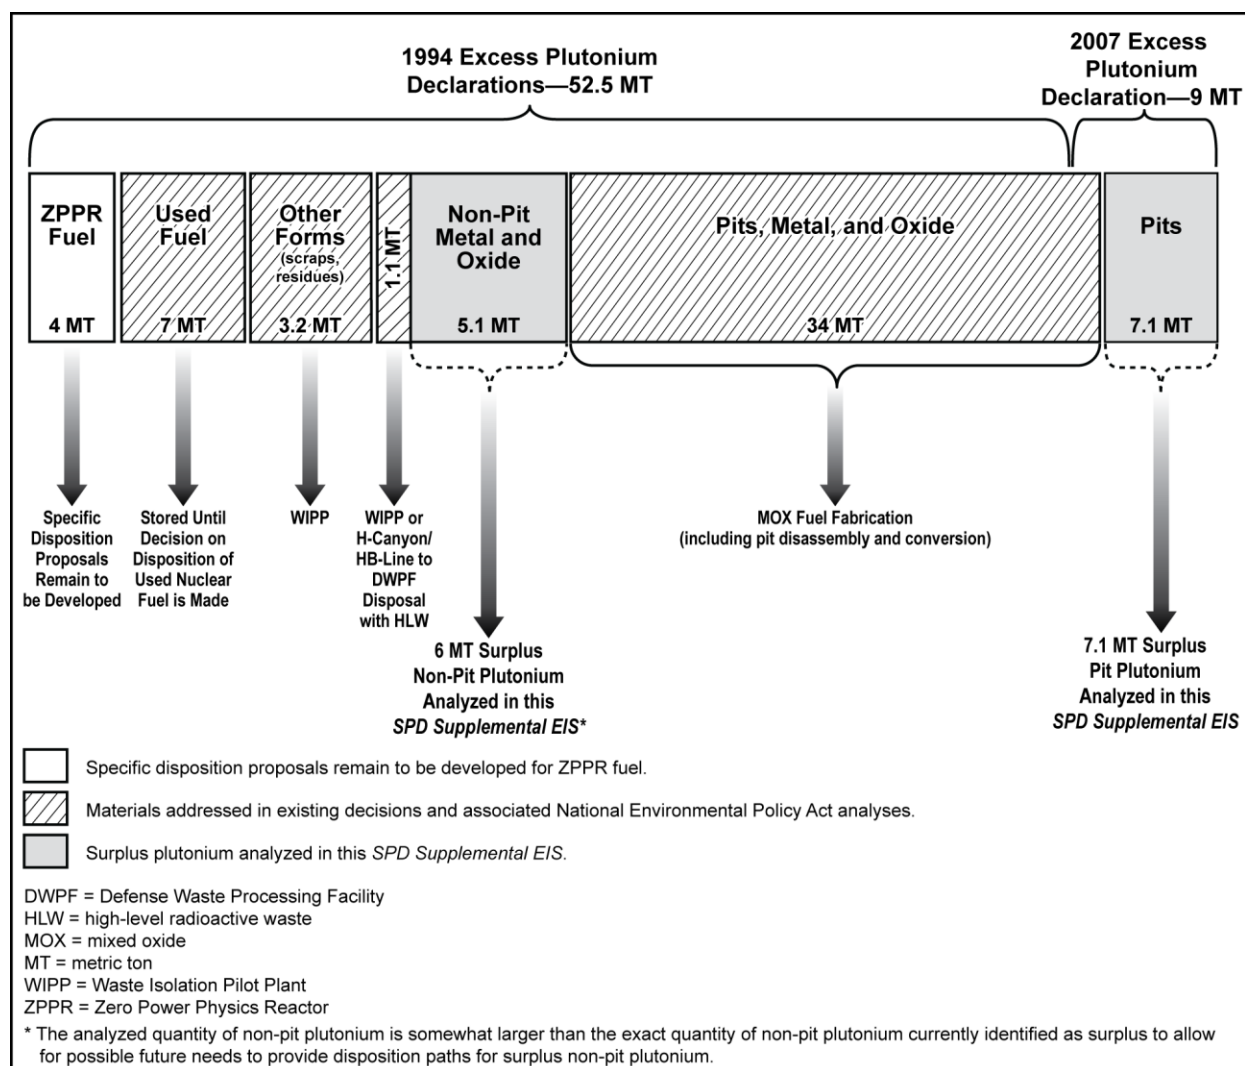 1994 Excess Plutonium
Declarations—52.5 MT
2007 Excess
Plutonium
Declaration—9 MT
ZPPR
Fuel
4 MT
Used
Fuel
7 MT
Other
Forms
(scraps,
residues)
3.2 MT
1.1 MT
Non-Pit
Metal and
Oxide
5.1 MT
Pits, Metal, and Oxide
34 MT
Pits
7.1 MT
Specific
Disposition
Proposals
Remain to
be Developed
Stored Until
Decision on
Disposition of
Used Nuclear
Fuel is Made
WIPP
WIPP or
H-Canyon/
HB-Line to
DWPF
Disposal
with HLW
6 MT Surplus
Non-Pit Plutonium
Analyzed in this
SPD Supplemental EIS*
MOX Fuel Fabrication
(including pit disassembly and conversion)
7.1 MT Surplus
Pit Plutonium
Analyzed in this
SPD Supplemental EIS
Specific disposition proposals remain to be developed for ZPPR fuel.
Materials addressed in existing decisions and associated National Environmental Policy Act analyses.
Surplus plutonium analyzed in this SPD Supplemental EIS.
DWPF = Defense Waste Processing Facility
HLW = high-level radioactive waste
MOX = mixed oxide
MT = metric ton
WIPP = Waste Isolation Pilot Plant
ZPPR = Zero Power Physics Reactor
* The analyzed quantity of non-pit plutonium is somewhat larger than the exact quantity of non-pit plutonium currently identified as surplus to allow
for possible future needs to provide disposition paths for surplus non-pit plutonium.